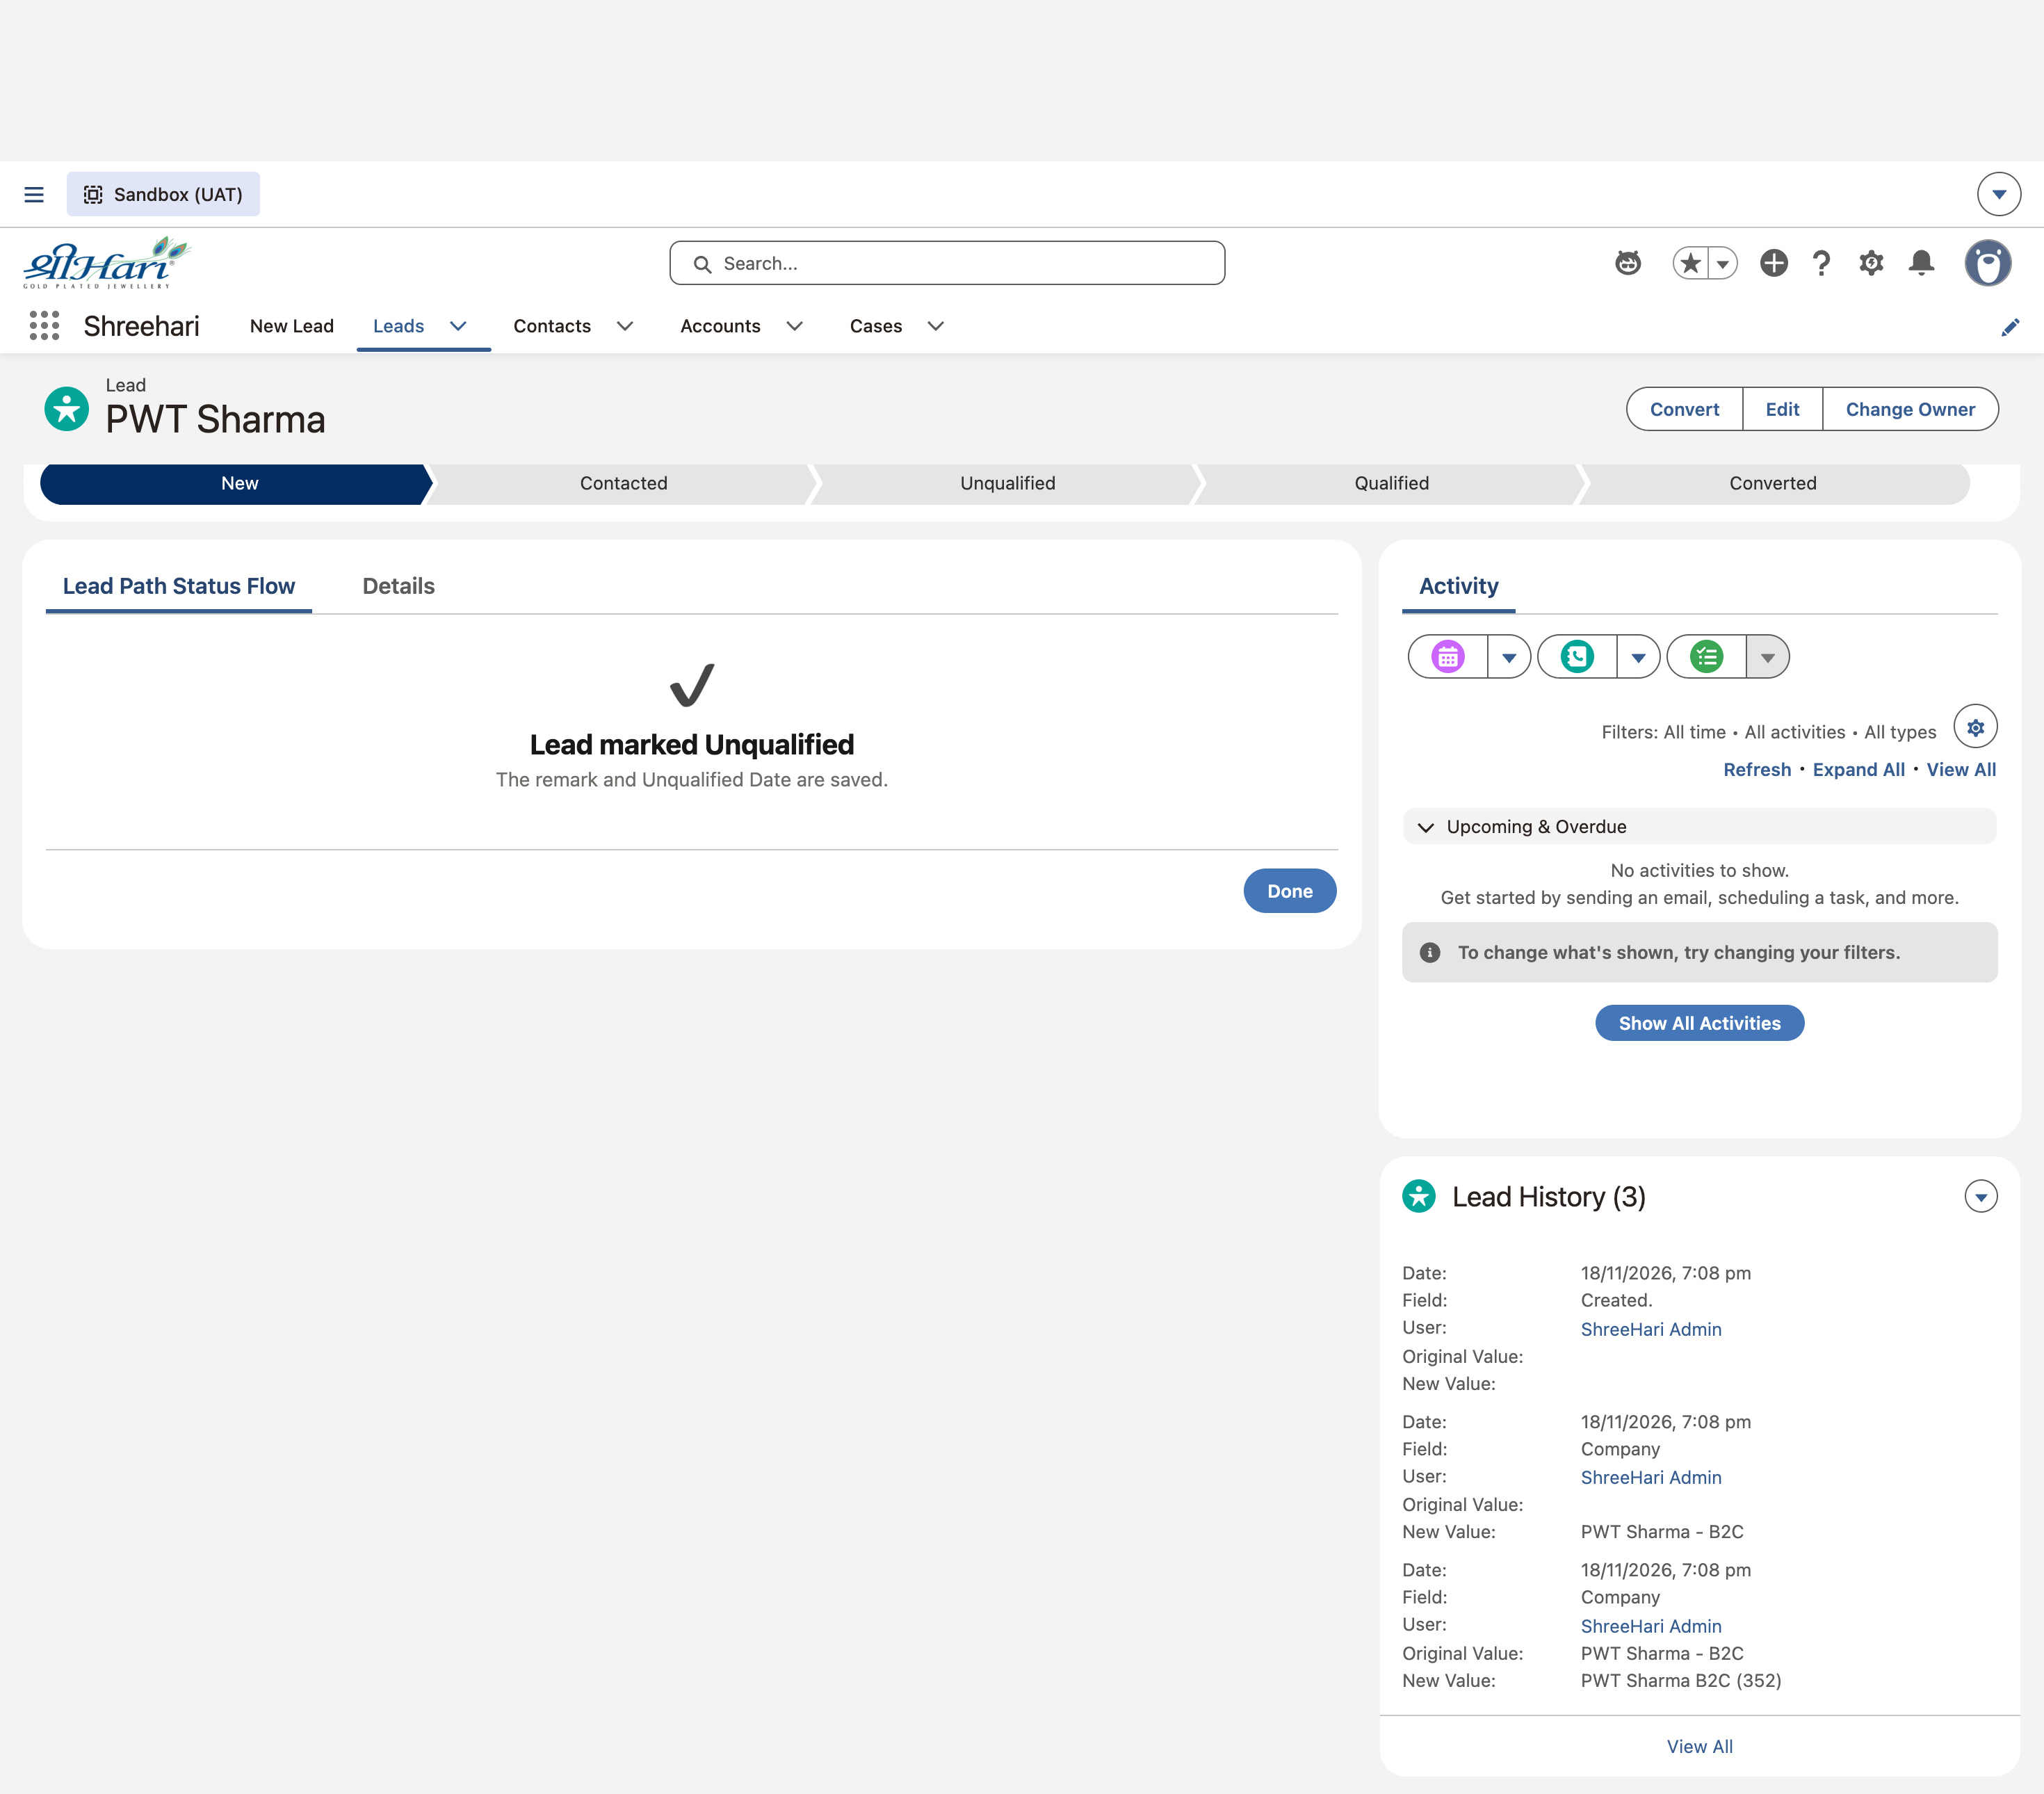 Sandbox (UAT)
श्रीHari®
GOLD PLATED JEWELLERY
Search...
Shreehari
New Lead
Leads
Contacts
Accounts
Cases
Lead
PWT Sharma
Convert
Edit
Change Owner
New
Contacted
Unqualified
Qualified
Converted
Lead Path Status Flow
Details
Lead marked Unqualified
The remark and Unqualified Date are saved.
Done
Activity
Filters: All time • All activities • All types
Refresh • Expand All • View All
Upcoming & Overdue
No activities to show.
Get started by sending an email, scheduling a task, and more.
To change what's shown, try changing your filters.
Show All Activities
Lead History (3)
Date: 18/11/2026, 7:08 pm
Field: Created.
User: ShreeHari Admin
Original Value:
New Value:
Date: 18/11/2026, 7:08 pm
Field: Company
User: ShreeHari Admin
Original Value:
New Value: PWT Sharma - B2C
Date: 18/11/2026, 7:08 pm
Field: Company
User: ShreeHari Admin
Original Value: PWT Sharma - B2C
New Value: PWT Sharma B2C (352)
View All